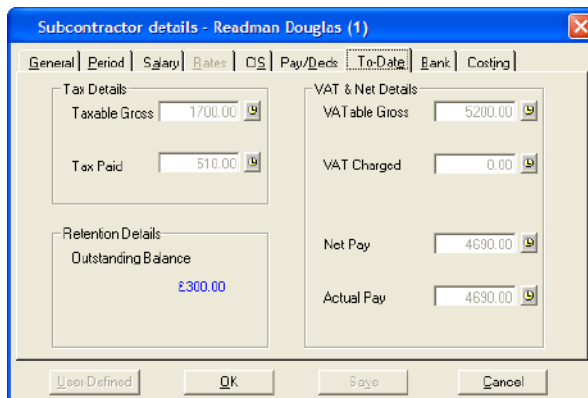 Subcontractor details - Readman Douglas (1)
General Period Salary Rates CIS Pay/Deds To-Date Bank Costing
Tax Details
Taxable Gross 1700.00
Tax Paid 510.00
Retention Details
Outstanding Balance
£300.00
VAT & Net Details
VATable Gross 5200.00
VAT Charged 0.00
Net Pay 4690.00
Actual Pay 4690.00
User-Defined OK Save Cancel